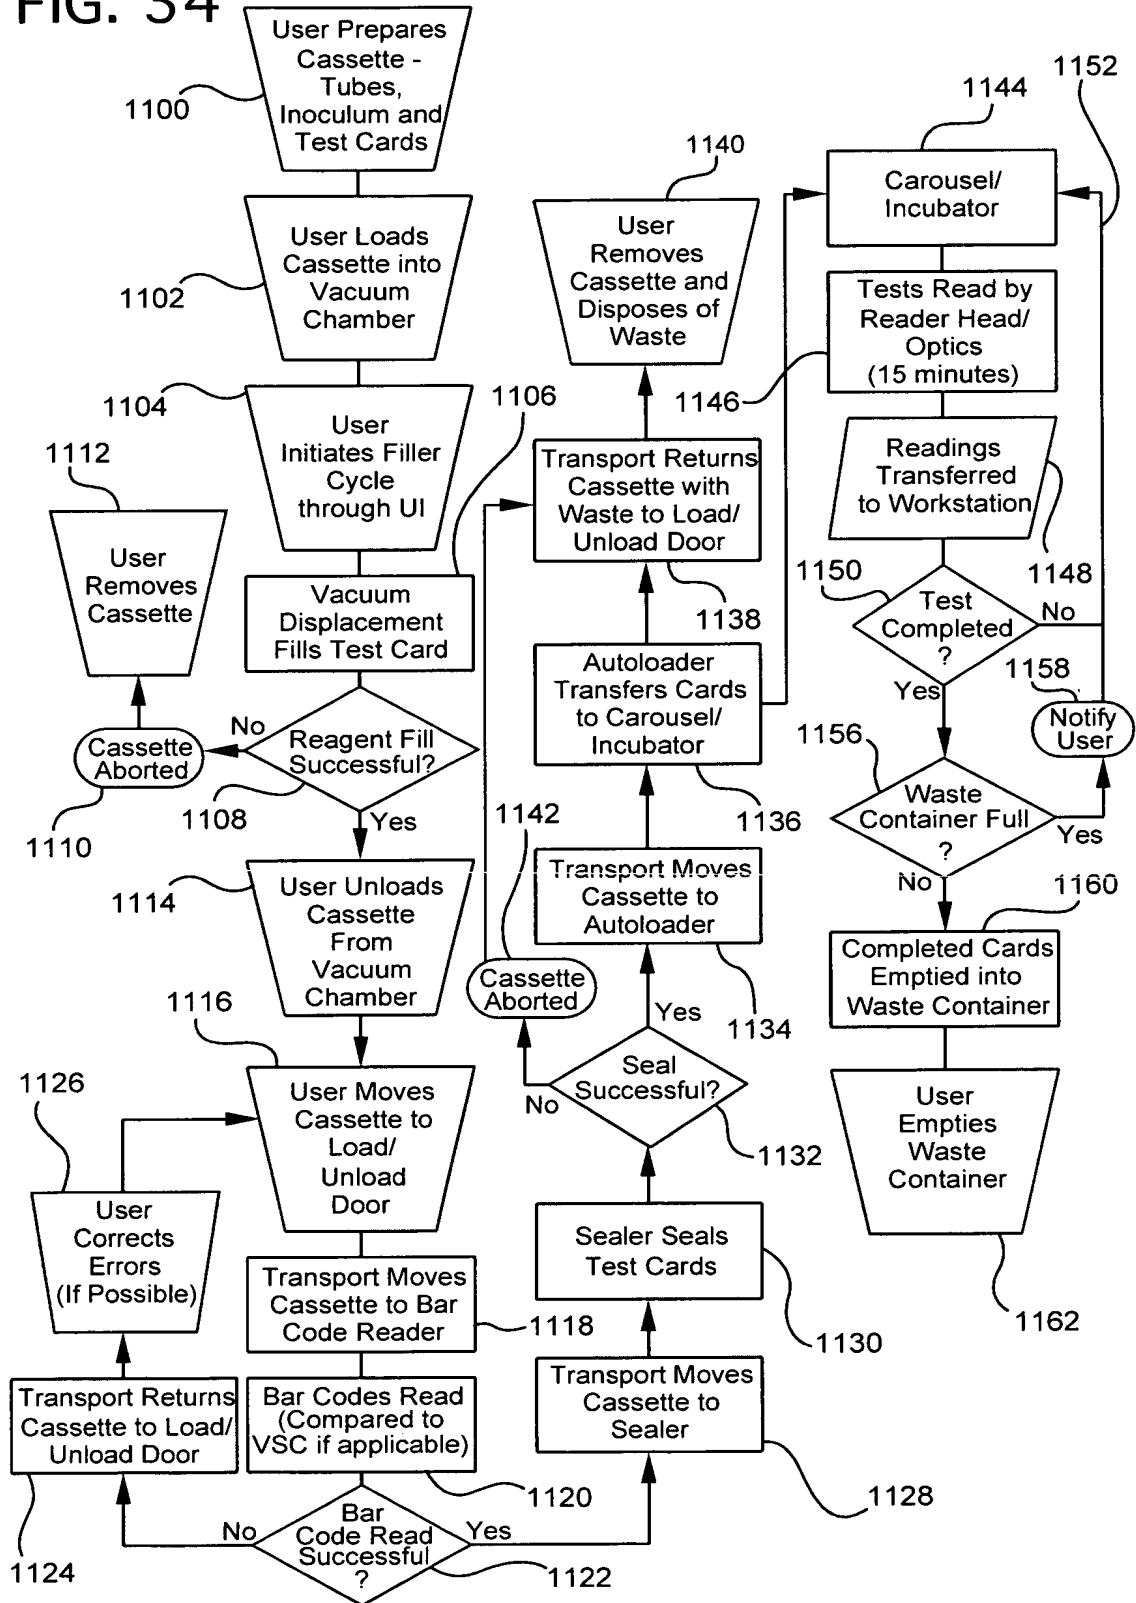 FIG. 34
User Prepares
Cassette -
Tubes,
Inoculum and
Test Cards
1100
User Loads
Cassette into
Vacuum
Chamber
1102
1104
User
Initiates Filler
Cycle
through UI
1106
Vacuum
Displacement
Fills Test Card
1112
User
Removes
Cassette
No
Cassette
Aborted
1110
Reagent Fill
Successful?
1108
Yes
1114
User Unloads
Cassette
From
Vacuum
Chamber
1116
User Moves
Cassette to
Load/
Unload
Door
1126
User
Corrects
Errors
(If Possible)
Transport Moves
Cassette to Bar
Code Reader
1118
Transport Returns
Cassette to Load/
Unload Door
1124
Bar Codes Read
(Compared to
VSC if applicable)
1120
No
Bar
Code Read
Successful
?
Yes
1122
Transport Moves
Cassette to
Sealer
1128
Sealer Seals
Test Cards
1130
Seal
Successful?
1132
No
Yes
1142
Cassette
Aborted
Transport Moves
Cassette to
Autoloader
1134
Autoloader
Transfers Cards
to Carousel/
Incubator
1136
Transport Returns
Cassette with
Waste to Load/
Unload Door
1138
1140
User
Removes
Cassette and
Disposes of
Waste
1152
1144
Carousel/
Incubator
Tests Read by
Reader Head/
Optics
(15 minutes)
1146
Readings
Transferred
to Workstation
1148
1150
Test
Completed
?
No
Yes
1158
Notify
User
1156
Waste
Container Full
?
Yes
No
1160
Completed Cards
Emptied into
Waste Container
User
Empties
Waste
Container
1162